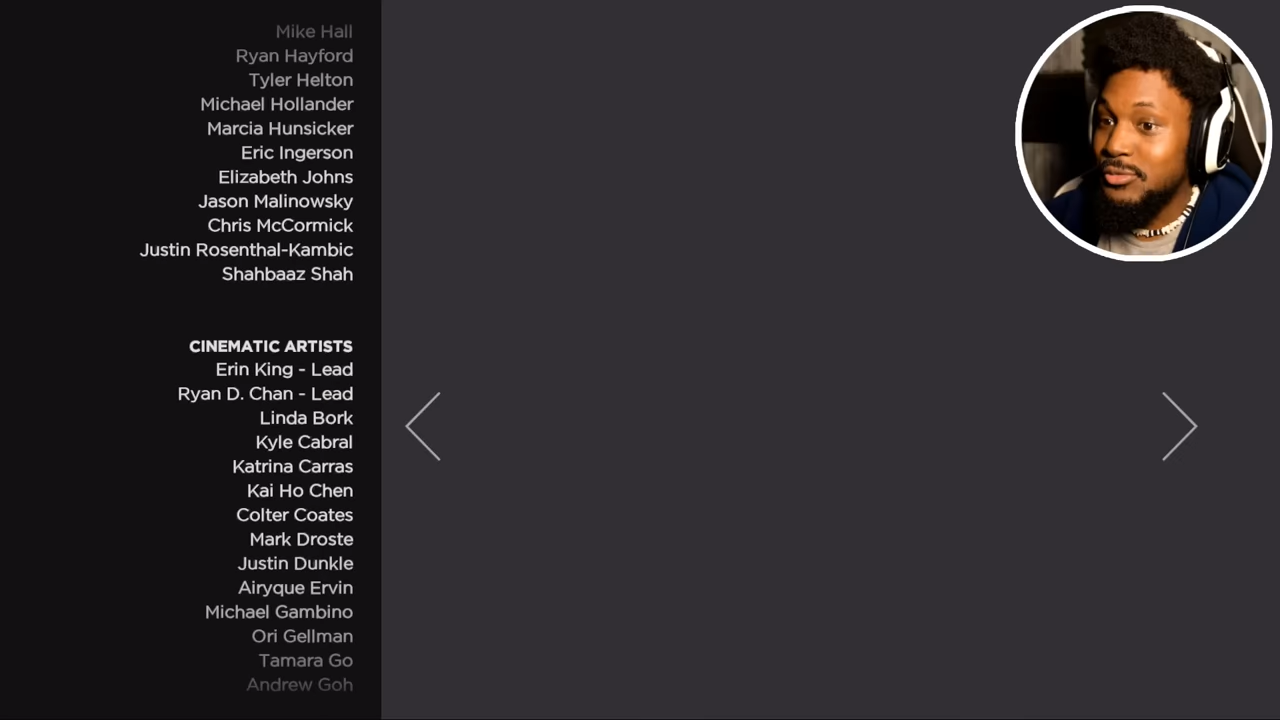 Mike Hall
Ryan Hayford
Tyler Helton
Michael Hollander
Marcia Hunsicker
Eric Ingerson
Elizabeth Johns
Jason Malinowsky
Chris McCormick
Justin Rosenthal-Kambic
Shahbaaz Shah
CINEMATIC ARTISTS
Erin King - Lead
Ryan D. Chan - Lead
Linda Bork
Kyle Cabral
Katrina Carras
Kai Ho Chen
Colter Coates
Mark Droste
Justin Dunkle
Airyque Ervin
Michael Gambino
Ori Gellman
Tamara Go
Andrew Goh